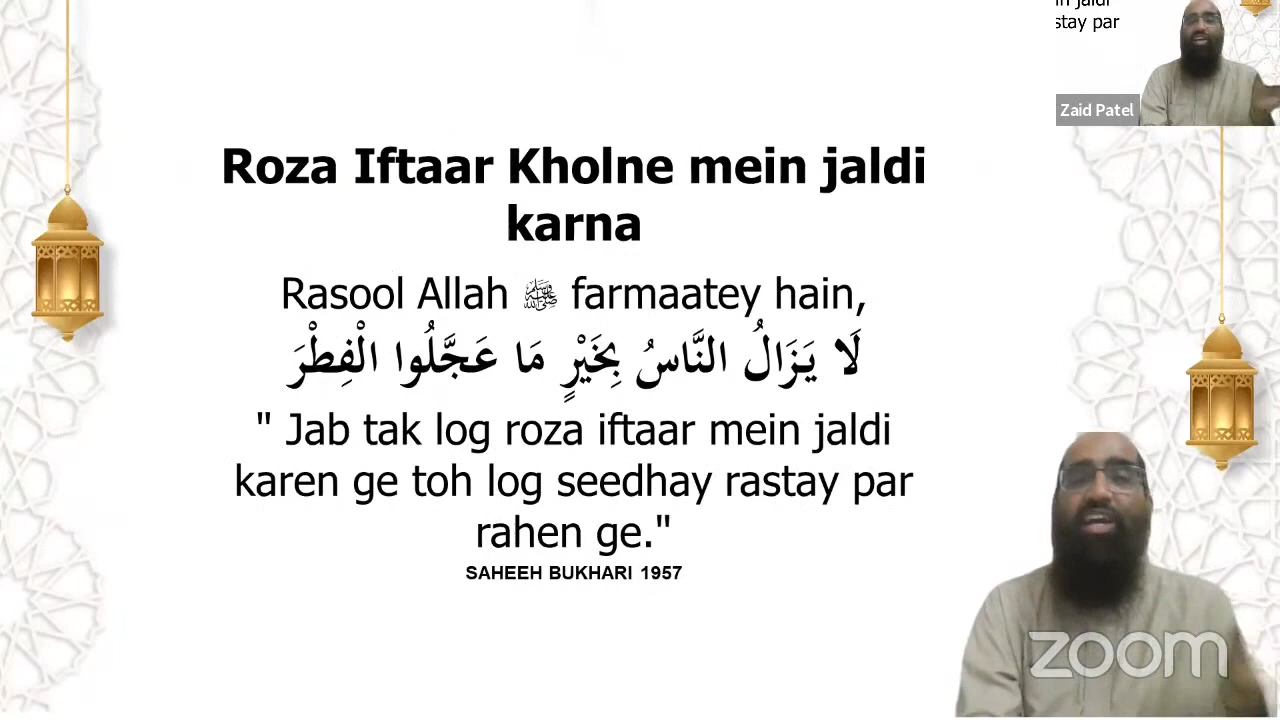 in jaldi
stay par
Zaid Patel
Roza Iftaar Kholne mein jaldi
karna
Rasool Allah ﷺ farmaatey hain,
لَا يَزَالُ النَّاسُ بِخَيْرٍ مَا عَجَّلُوا الْفِطْرَ
" Jab tak log roza iftaar mein jaldi
karen ge toh log seedhay rastay par
rahen ge."
SAHEEH BUKHARI 1957
zoom